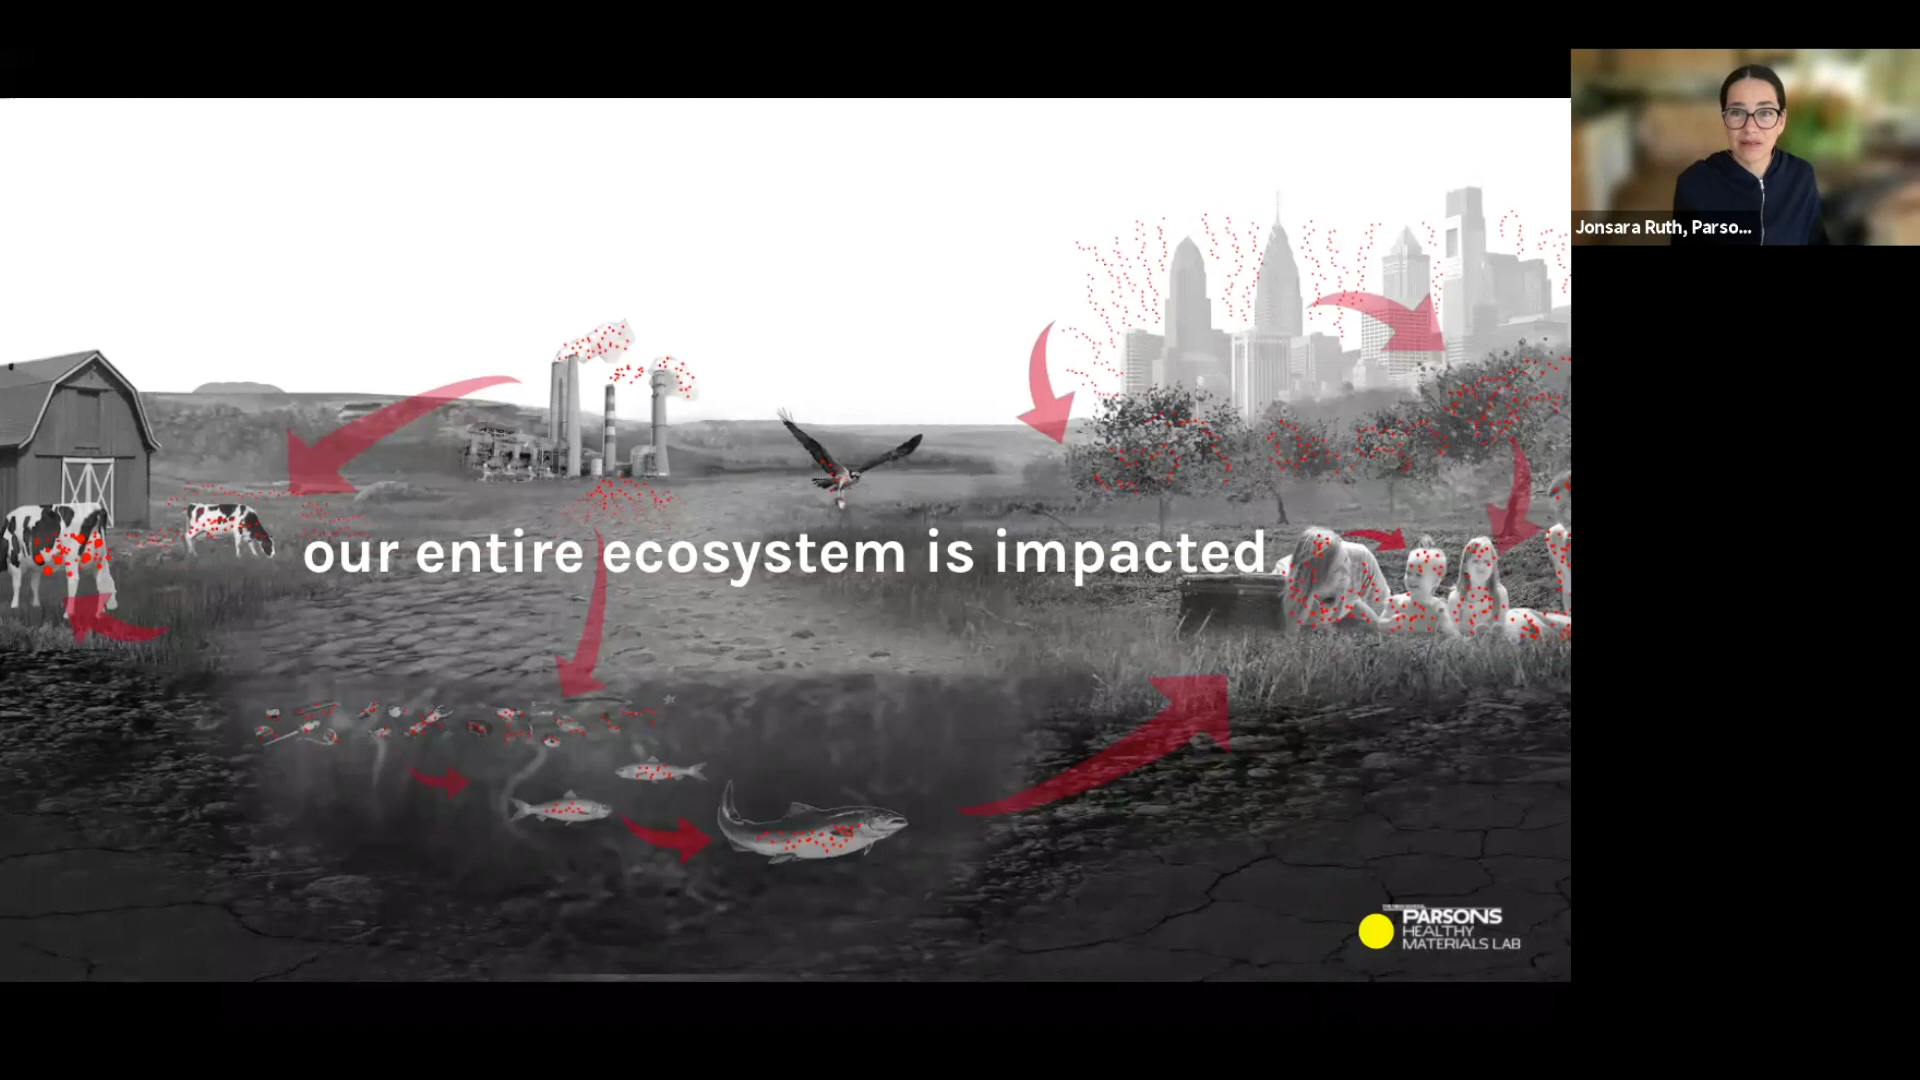 Jonsara Ruth, Parso...
our entire ecosystem is impacted
PARSONS
HEALTHY
MATERIALS LAB